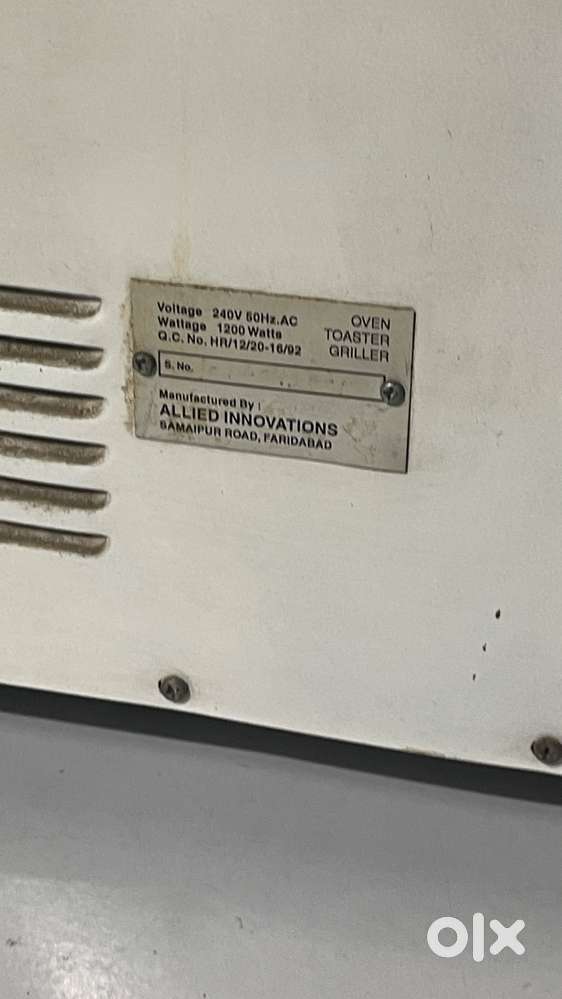 Voltage 240V 50Hz.AC
Wattage 1200 Watts
Q.C. No. HR/12/20-16/92
OVEN
TOASTER
GRILLER
S. No.
Manufactured By :
ALLIED INNOVATIONS
SAMAIPUR ROAD, FARIDABAD
olx